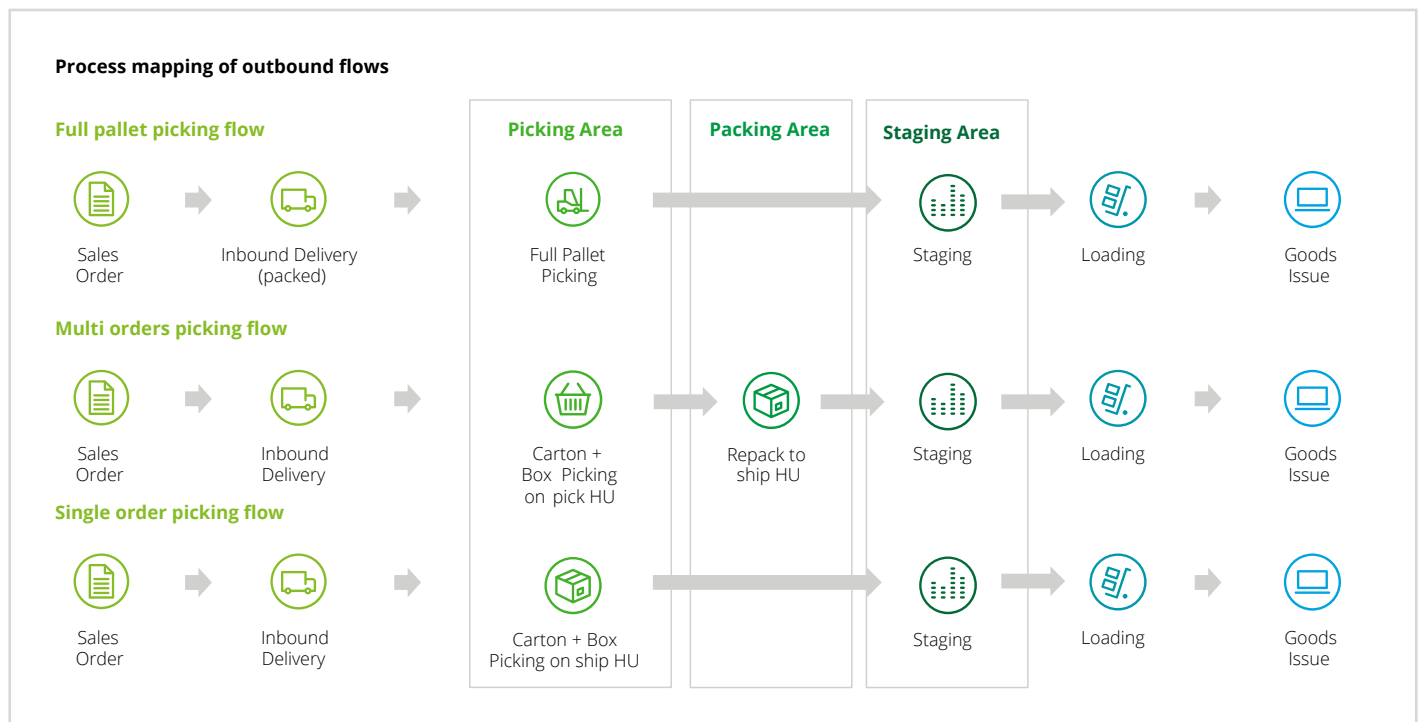 Process mapping of outbound flows
Full pallet picking flow
Picking Area
Packing Area
Staging Area
Sales
Order
Inbound Delivery
(packed)
Full Pallet
Picking
Staging
Loading
Goods
Issue
Multi orders picking flow
Sales
Order
Inbound
Delivery
Carton +
Box Picking
on pick HU
Repack to
ship HU
Staging
Loading
Goods
Issue
Single order picking flow
Sales
Order
Inbound
Delivery
Carton + Box
Picking on ship HU
Staging
Loading
Goods
Issue